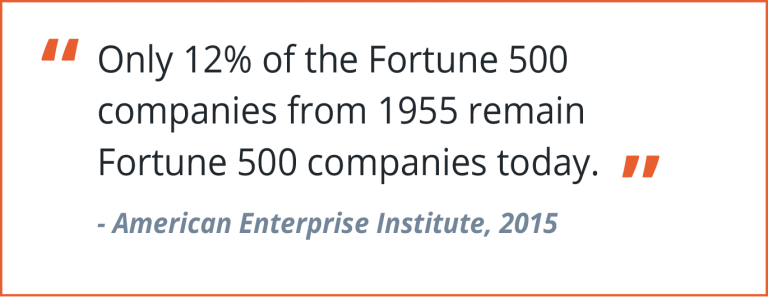 “ Only 12% of the Fortune 500
companies from 1955 remain
Fortune 500 companies today. ”
- American Enterprise Institute, 2015